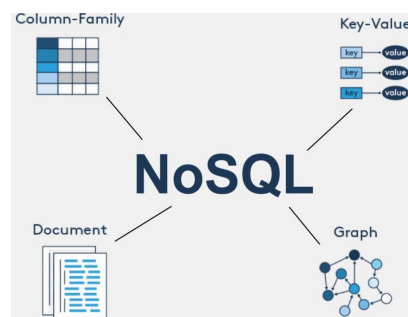 Column-Family
Key-Value
key value
key value
key value
NoSQL
Document
Graph